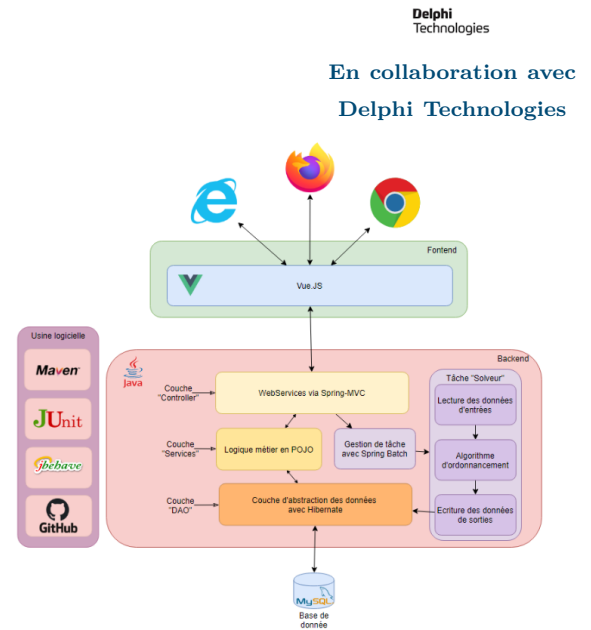 Delphi
Technologies
En collaboration avec
Delphi Technologies
Fontend
Vue.JS
Usine logicielle
Maven
JUnit
jbehave
GitHub
Backend
Java
Couche
"Controller"
WebServices via Spring-MVC
Couche
"Services"
Logique métier en POJO
Gestion de tâche
avec Spring Batch
Couche
"DAO"
Couche d'abstraction des données
avec Hibernate
Tâche "Solveur"
Lecture des données
d'entrées
Algorithme
d'ordonnancement
Ecriture des données
de sorties
MySQL
Base de
donnée